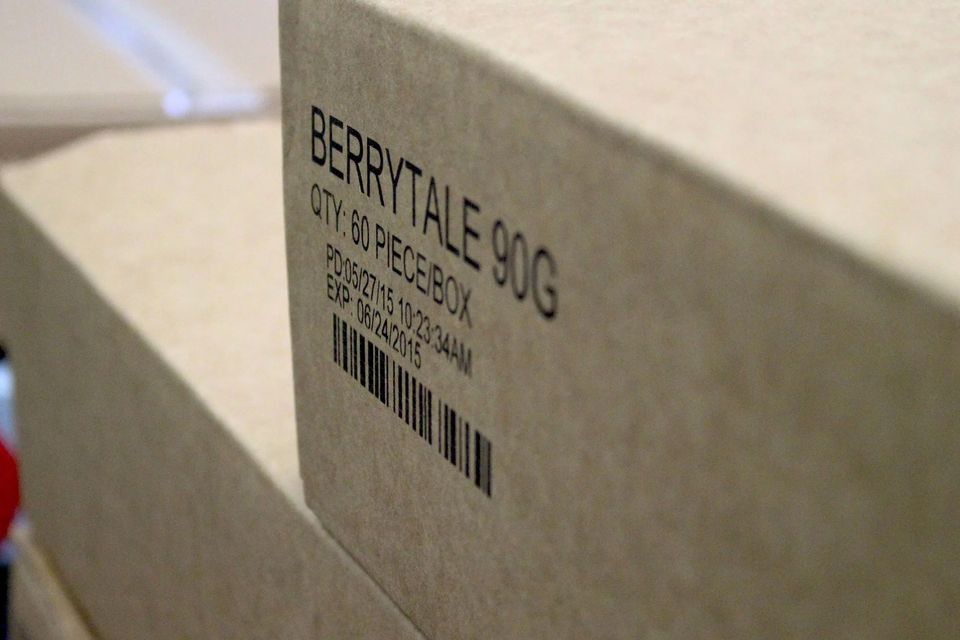 BERRYTALE 90G
QTY: 60 PIECE/BOX
PD:05/27/15 10:23:34AM
EXP: 06/24/2015